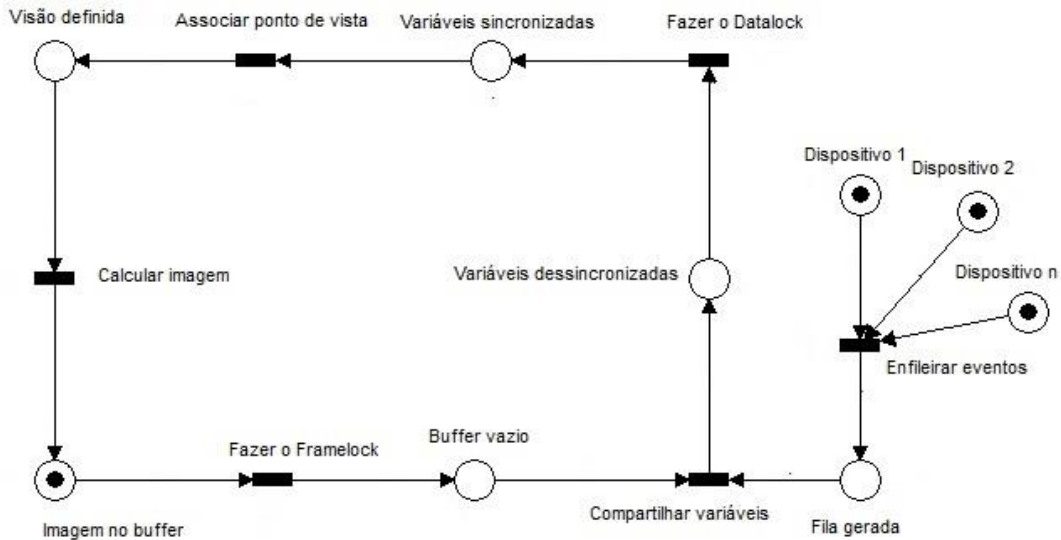 Visão definida
Associar ponto de vista
Variáveis sincronizadas
Fazer o Datalock
Dispositivo 1
Dispositivo 2
Dispositivo n
Calcular imagem
Variáveis dessincronizadas
Enfileirar eventos
Fazer o Framelock
Buffer vazio
Compartilhar variáveis
Fila gerada
Imagem no buffer